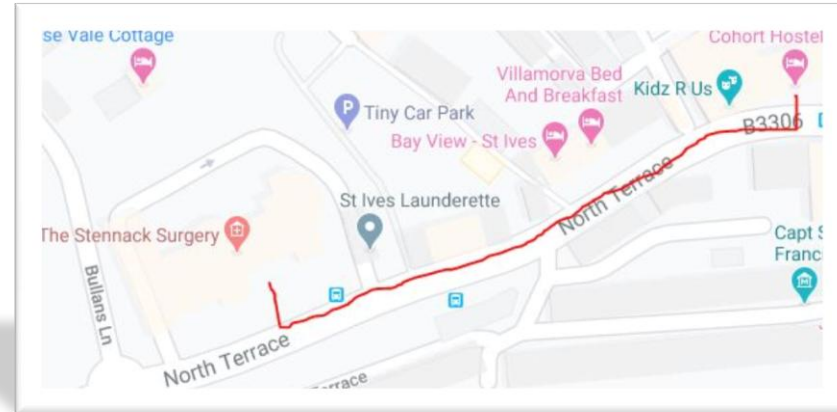 se Vale Cottage
Cohort Hostel
Villamorva Bed
And Breakfast
Kidz R Us
P
Tiny Car Park
B3306
Bay View - St Ives
North Terrace
St Ives Launderette
The Stennack Surgery
Capt S
Franc
Bullans Ln
North Terrace
errace